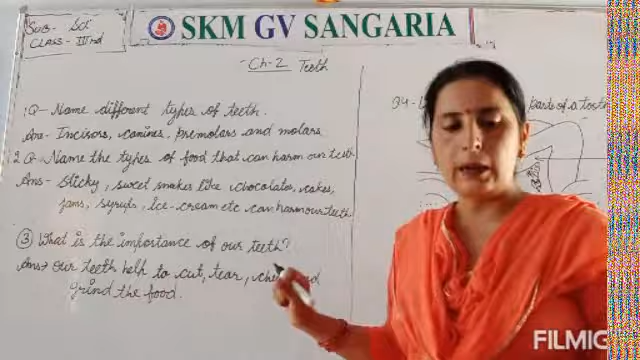 SUB- Sci
CLASS- IIIrd
SKM GV SANGARIA
Ch-2 Teeth
1Q- Name different types of teeth.
Ans- Incisors, canines, premolars and molars
2Q- Name the types of food that can harm our teeth
Ans- Sticky, sweet snakes like chocolates, cakes,
Jams, syrups, Ice-cream etc can harm our teeth
③ What is the importance of our teeth?
Ans→ Our teeth help to cut, tear,
grind the food.
Q4-
Parts of a tooth
FILMIG